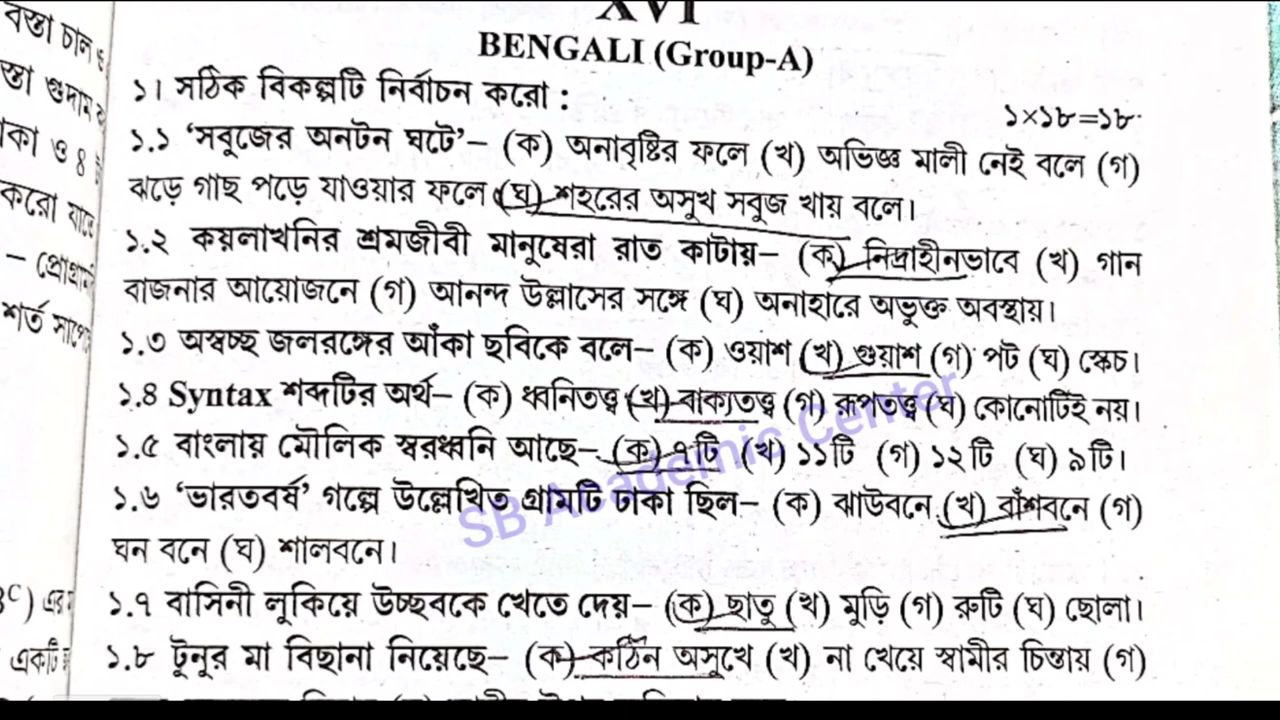 XVI
বস্তা চাল
BENGALI (Group-A)
১। সঠিক বিকল্পটি নির্বাচন করো :
স্তা গুদাম
১×১৮=১৮
১.১ ‘সবুজের অনটন ঘটে’– (ক) অনাবৃষ্টির ফলে (খ) অভিজ্ঞ মালী নেই বলে (গ)
াকা ও ৪
ঝড়ে গাছ পড়ে যাওয়ার ফলে (ঘ) শহরের অসুখ সবুজ খায় বলে।
করো যাবে
১.২ কয়লাখনির শ্রমজীবী মানুষেরা রাত কাটায়– (ক) নিদ্রাহীনভাবে (খ) গান
বাজনার আয়োজনে (গ) আনন্দ উল্লাসের সঙ্গে (ঘ) অনাহারে অভুক্ত অবস্থায়।
১.৩ অস্বচ্ছ জলরঙ্গের আঁকা ছবিকে বলে– (ক) ওয়াশ (খ) গুয়াশ (গ) পট (ঘ) স্কেচ।
শর্ত
১.৪ Syntax শব্দটির অর্থ– (ক) ধ্বনিতত্ত্ব (খ) বাক্যতত্ত্ব (গ) রূপতত্ত্ব (ঘ) কোনোটিই নয়।
১.৫ বাংলায় মৌলিক স্বরধ্বনি আছে– (ক) ৭টি (খ) ১১টি (গ) ১২টি (ঘ) ৯টি।
SB Academic Center
১.৬ ‘ভারতবর্ষ’ গল্পে উল্লেখিত গ্রামটি ঢাকা ছিল– (ক) ঝাউবনে (খ) বাঁশবনে (গ)
ঘন বনে (ঘ) শালবনে।
১.৭ বাসিনী লুকিয়ে উচ্ছবকে খেতে দেয়– (ক) ছাতু (খ) মুড়ি (গ) রুটি (ঘ) ছোলা।
একটি
১.৮ টুনুর মা বিছানা নিয়েছে– (ক) কঠিন অসুখে (খ) না খেয়ে স্বামীর চিন্তায় (গ)